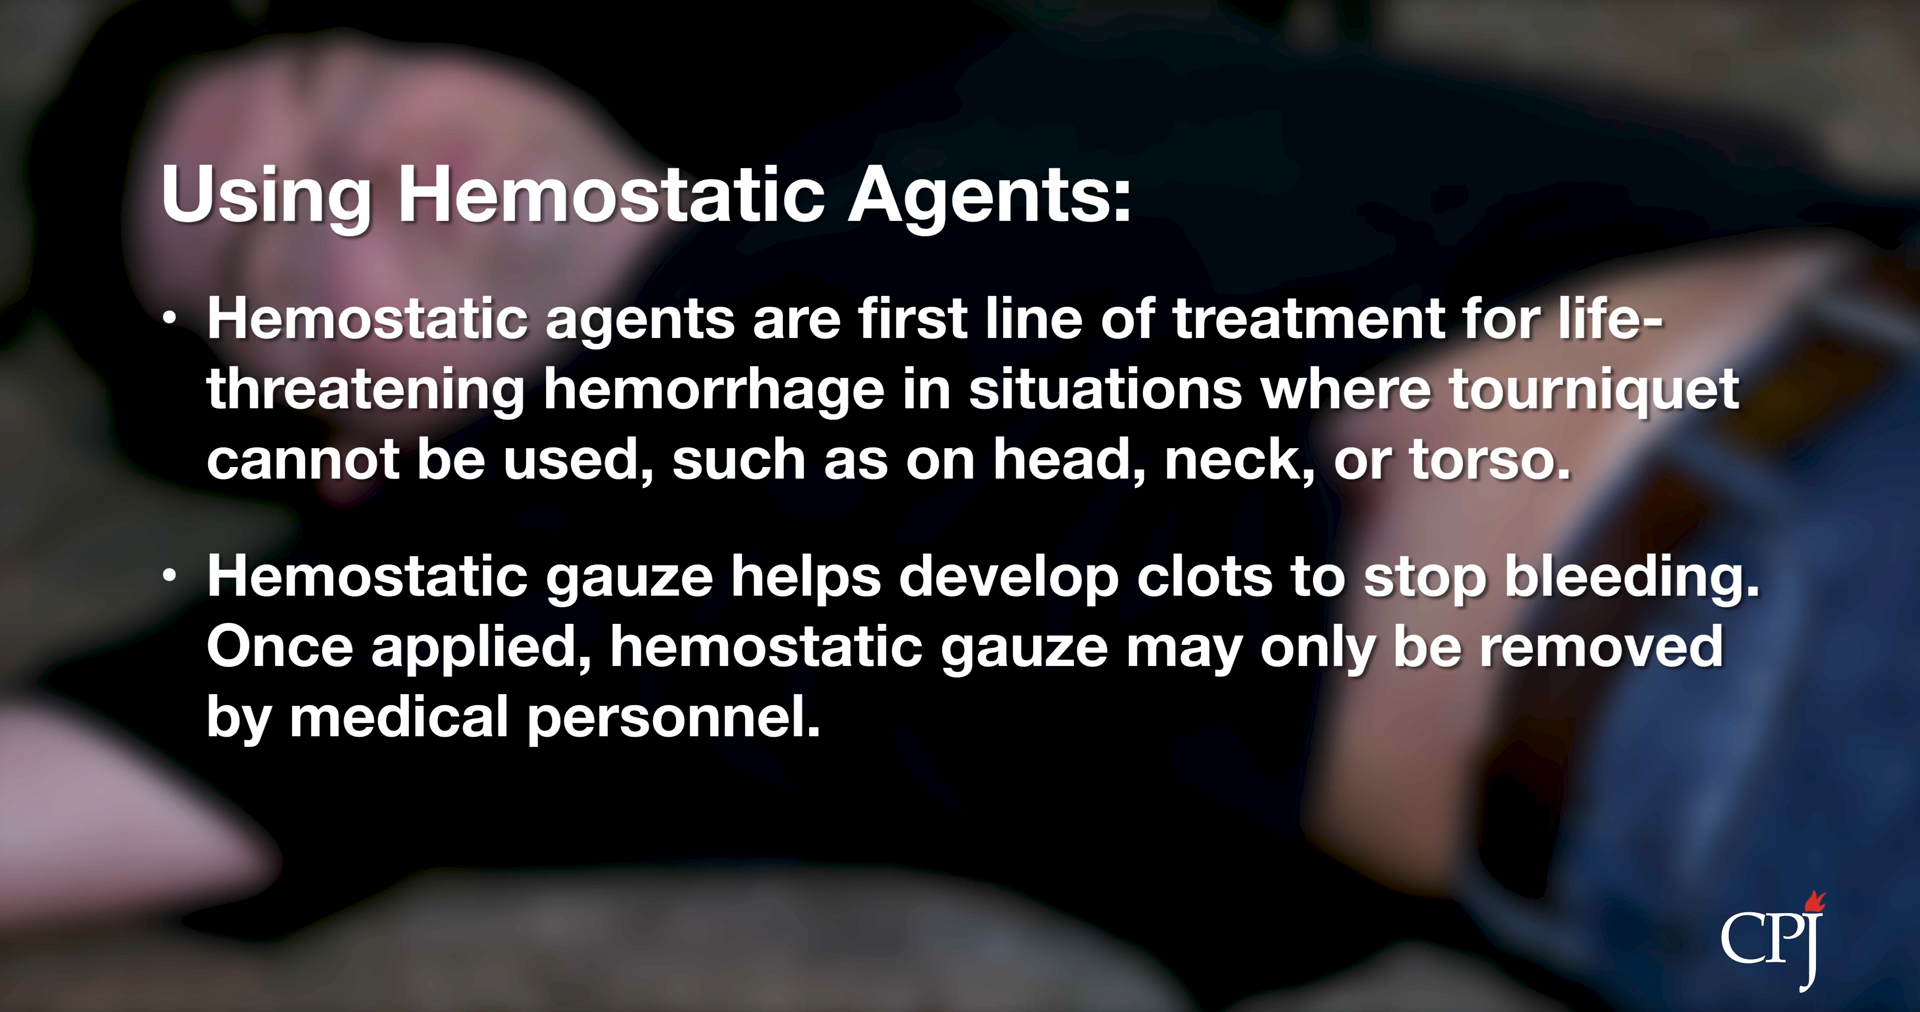 Using Hemostatic Agents:
• Hemostatic agents are first line of treatment for life-
threatening hemorrhage in situations where tourniquet
cannot be used, such as on head, neck, or torso.
• Hemostatic gauze helps develop clots to stop bleeding.
Once applied, hemostatic gauze may only be removed
by medical personnel.
CPJ